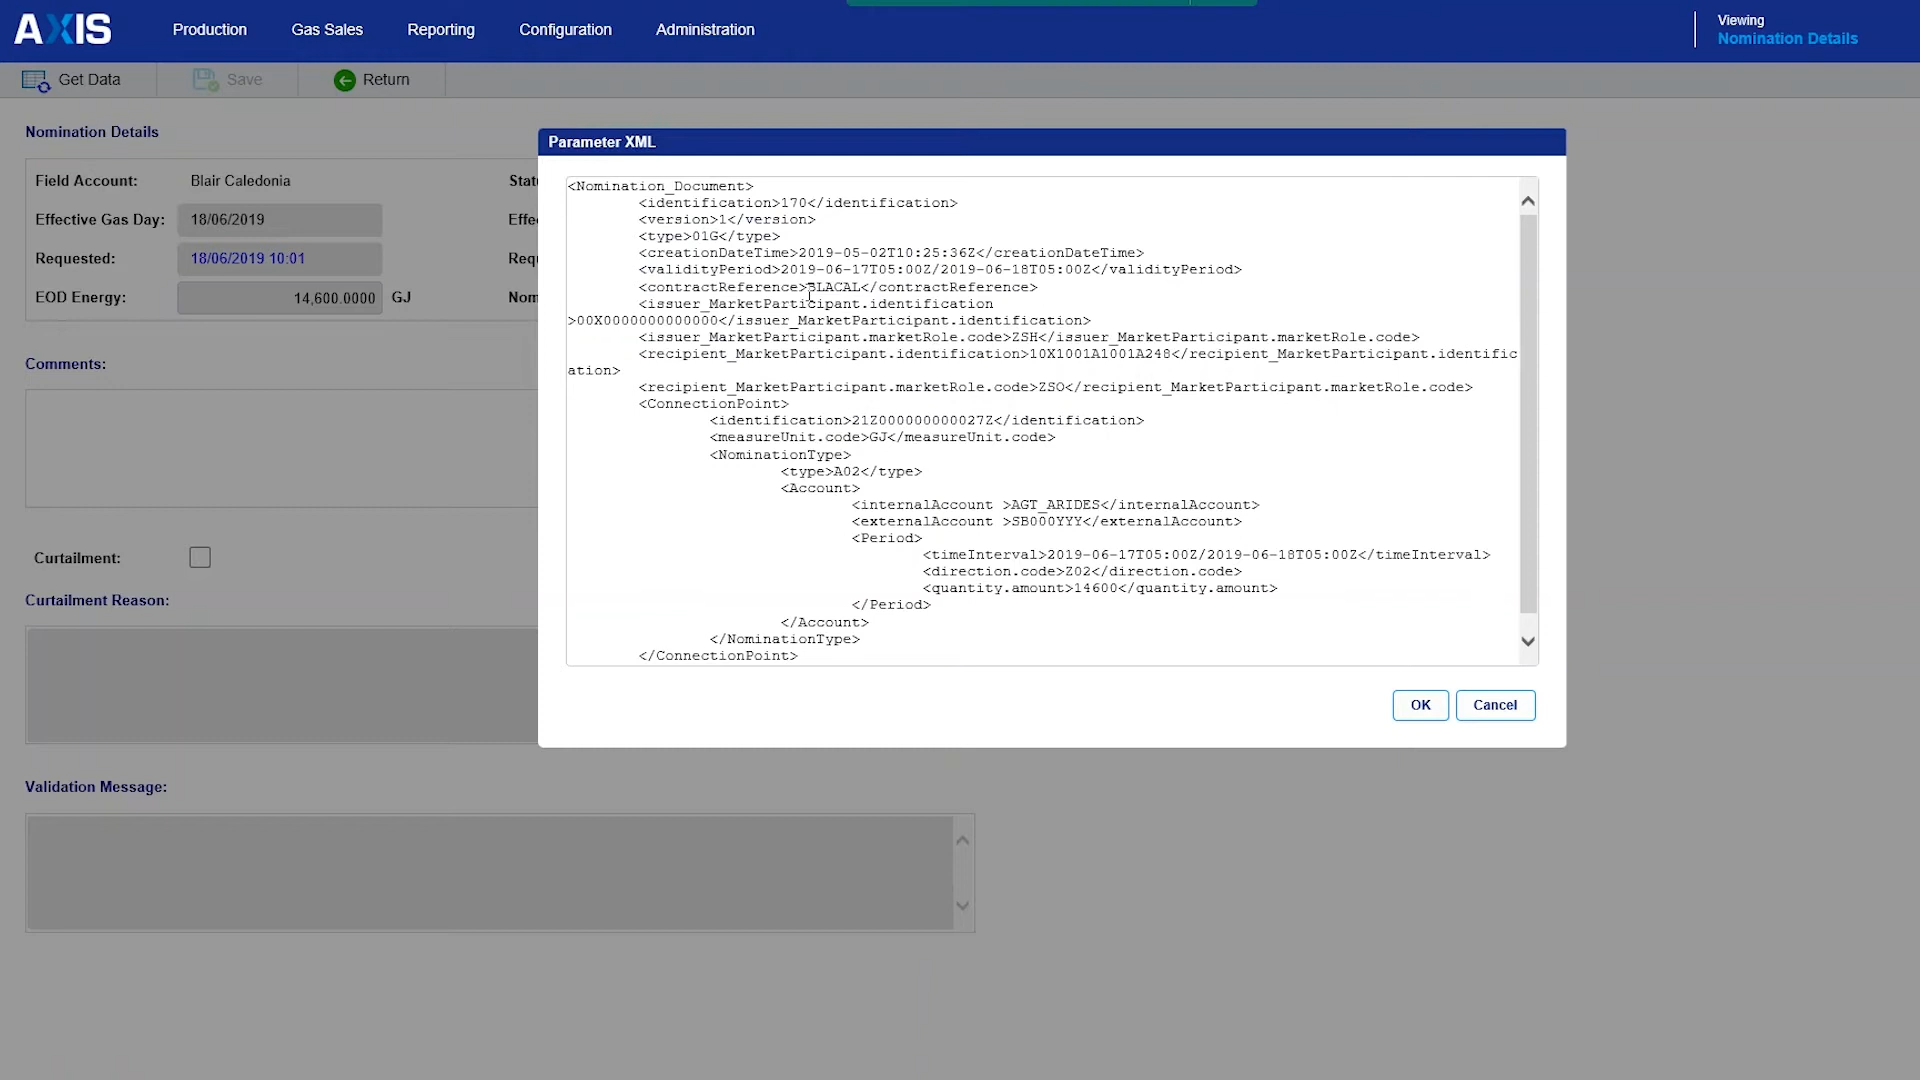 AXIS
Production
Gas Sales
Reporting
Configuration
Administration
Viewing
Nomination Details
Get Data
Save
Return
Nomination Details
Field Account: Blair Caledonia
Effective Gas Day: 18/06/2019
Effe
Requested: 18/06/2019 10:01
Requ
EOD Energy: 14,600.0000 GJ
Nom
Comments:
Curtailment:
Curtailment Reason:
Validation Message:
Parameter XML
<Nomination_Document>
<identification>170</identification>
<version>1</version>
<type>01G</type>
<creationDateTime>2019-05-02T10:25:36Z</creationDateTime>
<validityPeriod>2019-06-17T05:00Z/2019-06-18T05:00Z</validityPeriod>
<contractReference>BLACAL</contractReference>
<issuer_MarketParticipant.identification
>00X0000000000000</issuer_MarketParticipant.identification>
<issuer_MarketParticipant.marketRole.code>ZSH</issuer_MarketParticipant.marketRole.code>
<recipient_MarketParticipant.identification>10X1001A1001A248</recipient_MarketParticipant.identific
ation>
<recipient_MarketParticipant.marketRole.code>ZSO</recipient_MarketParticipant.marketRole.code>
<ConnectionPoint>
<identification>21Z000000000027Z</identification>
<measureUnit.code>GJ</measureUnit.code>
<NominationType>
<type>A02</type>
<Account>
<internalAccount >AGT_ARIDES</internalAccount>
<externalAccount >SB000YYY</externalAccount>
<Period>
<timeInterval>2019-06-17T05:00Z/2019-06-18T05:00Z</timeInterval>
<direction.code>Z02</direction.code>
<quantity.amount>14600</quantity.amount>
</Period>
</Account>
</NominationType>
</ConnectionPoint>
OK
Cancel